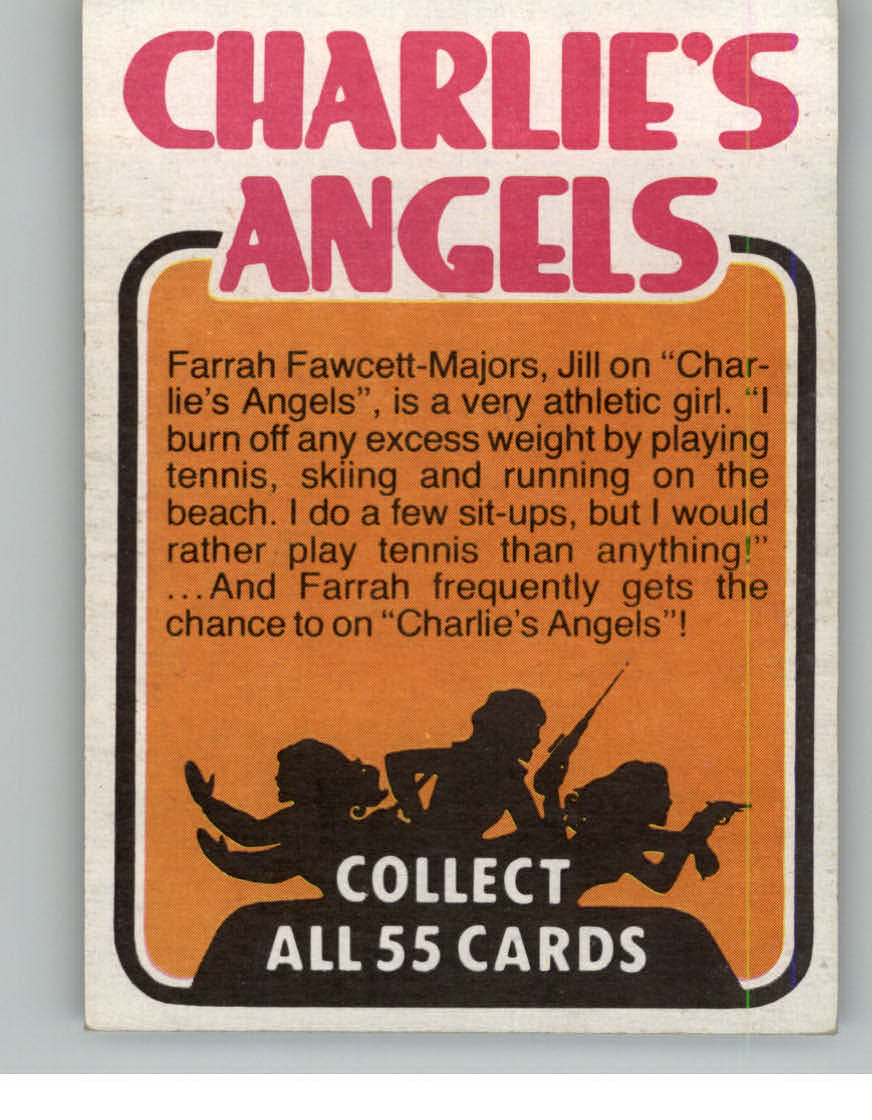 CHARLIE'S
ANGELS
Farrah Fawcett-Majors, Jill on “Char-
lie's Angels”, is a very athletic girl. “I
burn off any excess weight by playing
tennis, skiing and running on the
beach. I do a few sit-ups, but I would
rather play tennis than anything!”
...And Farrah frequently gets the
chance to on “Charlie's Angels”!
COLLECT
ALL 55 CARDS